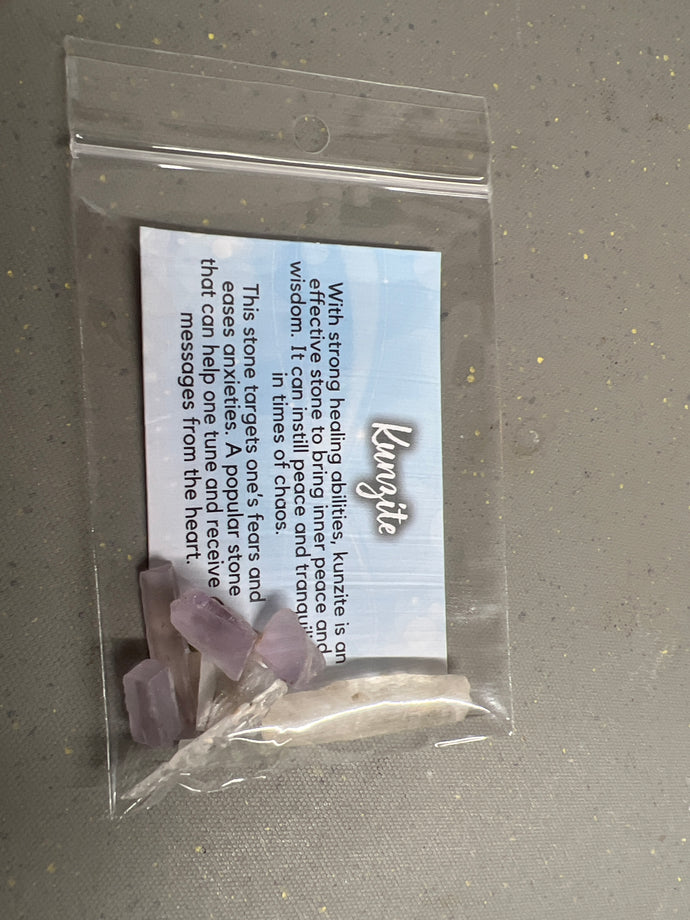 Kunzite
With strong healing abilities, kunzite is an
effective stone to bring inner peace and
wisdom. It can instill peace and
in times of chaos.
This stone targets one's fears and
eases anxieties. A popular stone
that can help one tune and receive
messages from the heart.